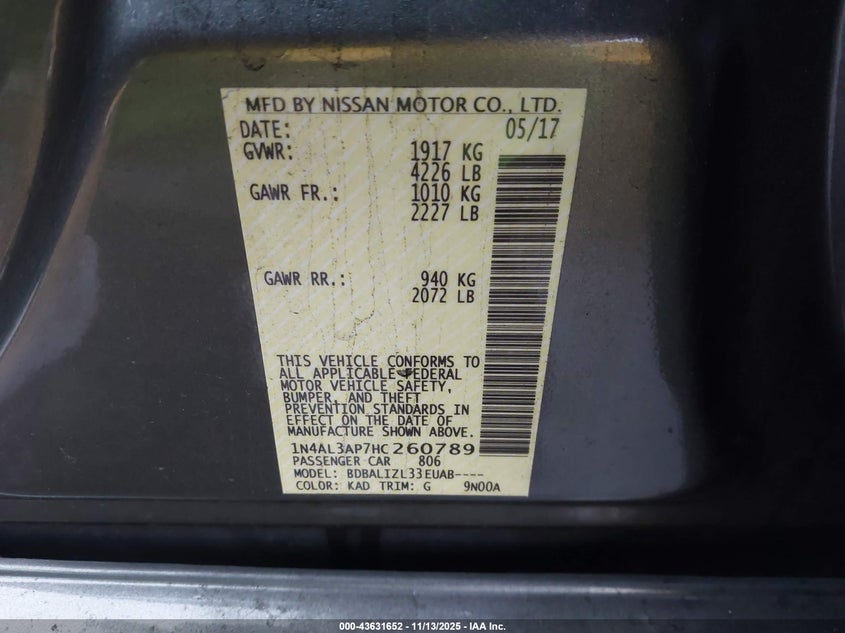 MFD BY NISSAN MOTOR CO., LTD.
DATE: 05/17
GVWR: 1917 KG
4226 LB
GAWR FR.: 1010 KG
2227 LB
GAWR RR.: 940 KG
2072 LB
THIS VEHICLE CONFORMS TO
ALL APPLICABLE FEDERAL
MOTOR VEHICLE SAFETY,
BUMPER, AND THEFT
PREVENTION STANDARDS IN
EFFECT ON THE DATE OF
MANUFACTURE SHOWN ABOVE.
1N4AL3AP7HC260789
PASSENGER CAR 806
MODEL: BDBALIZL33EUAB----
COLOR: KAD TRIM: G 9N00A
000-43631652 | 11/13/2025 - IAA Inc.